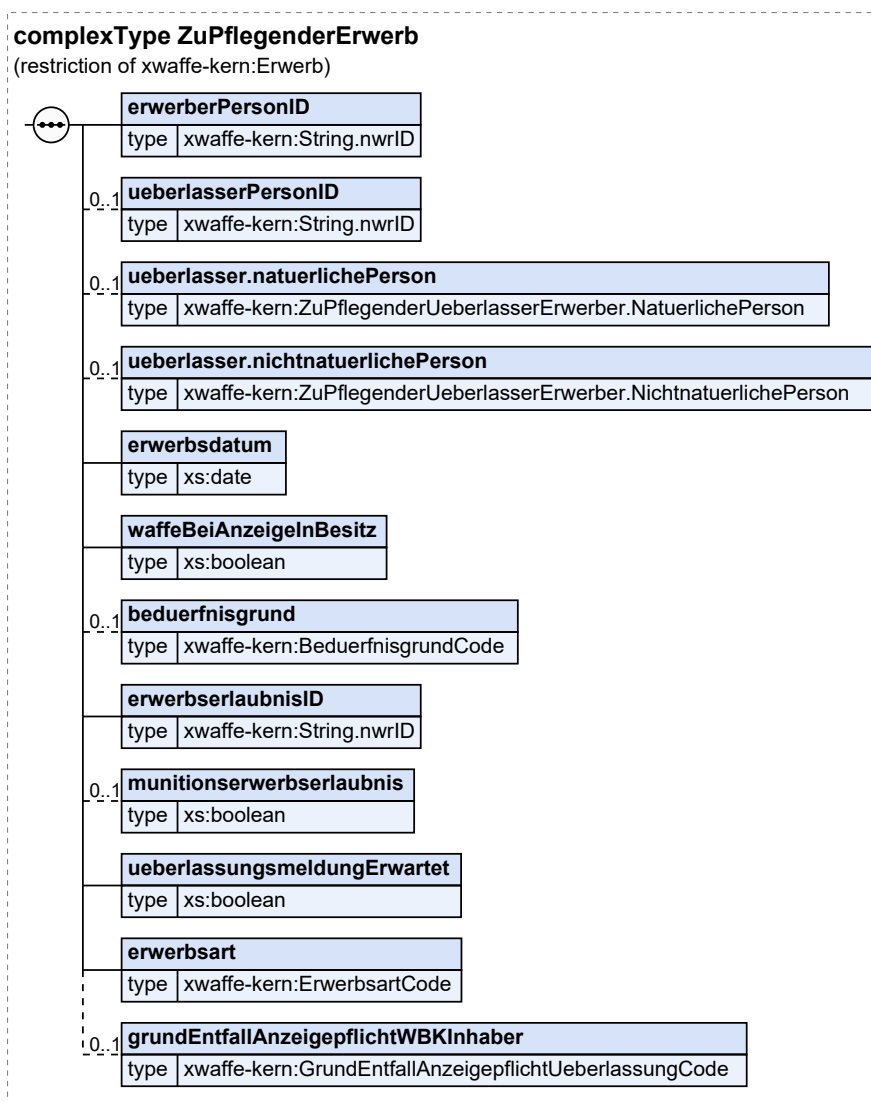 complexType ZuPflegenderErwerb
(restriction of xwaffe-kern:Erwerb)
erwerberPersonID
type xwaffe-kern:String.nwrID
0..1 ueberlasserPersonID
type xwaffe-kern:String.nwrID
0..1 ueberlasser.natuerlichePerson
type xwaffe-kern:ZuPflegenderUeberlasserErwerber.NatuerlichePerson
0..1 ueberlasser.nichtnatuerlichePerson
type xwaffe-kern:ZuPflegenderUeberlasserErwerber.NichtnatuerlichePerson
erwerbsdatum
type xs:date
waffeBeiAnzeigeInBesitz
type xs:boolean
0..1 beduerfnisgrund
type xwaffe-kern:BeduerfnisgrundCode
erwerbserlaubnisID
type xwaffe-kern:String.nwrID
0..1 munitionserwerbserlaubnis
type xs:boolean
ueberlassungsmeldungErwartet
type xs:boolean
erwerbsart
type xwaffe-kern:ErwerbsartCode
0..1 grundEntfallAnzeigepflichtWBKInhaber
type xwaffe-kern:GrundEntfallAnzeigepflichtUeberlassungCode